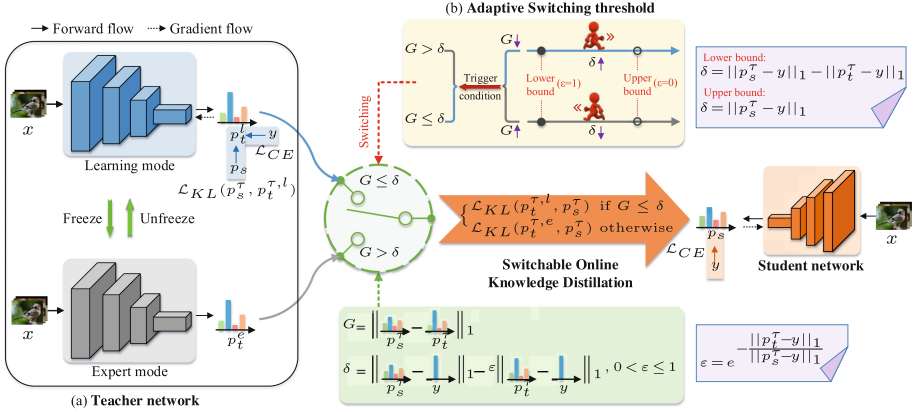 (b) Adaptive Switching threshold
Forward flow
Gradient flow
x
p_t^l
y
L_CE
p_s
L_KL(p_s^τ, p_t^{τ,l})
Learning mode
Freeze
Unfreeze
x
p_t^e
Expert mode
(a) Teacher network
Switching
G > δ
G ≤ δ
Trigger
condition
G↓
G↑
Lower
bound
(ε=1)
Upper
bound
(ε=0)
»
δ↑
«
δ↓
Lower bound:
δ = ||p_s^τ − y||_1 − ||p_t^τ − y||_1
Upper bound:
δ = ||p_s^τ − y||_1
G ≤ δ
G > δ
{ L_KL(p_t^{τ,l}, p_s^τ) if G ≤ δ
L_KL(p_t^{τ,e}, p_s^τ) otherwise
Switchable Online
Knowledge Distillation
p_s
L_CE
y
x
Student network
G = || p_s^τ − p_t^τ ||_1
δ = || p_s^τ − y ||_1 − ε || p_t^τ − y ||_1, 0 < ε ≤ 1
ε = e^{−||p_t^τ−y||_1 / ||p_s^τ−y||_1}